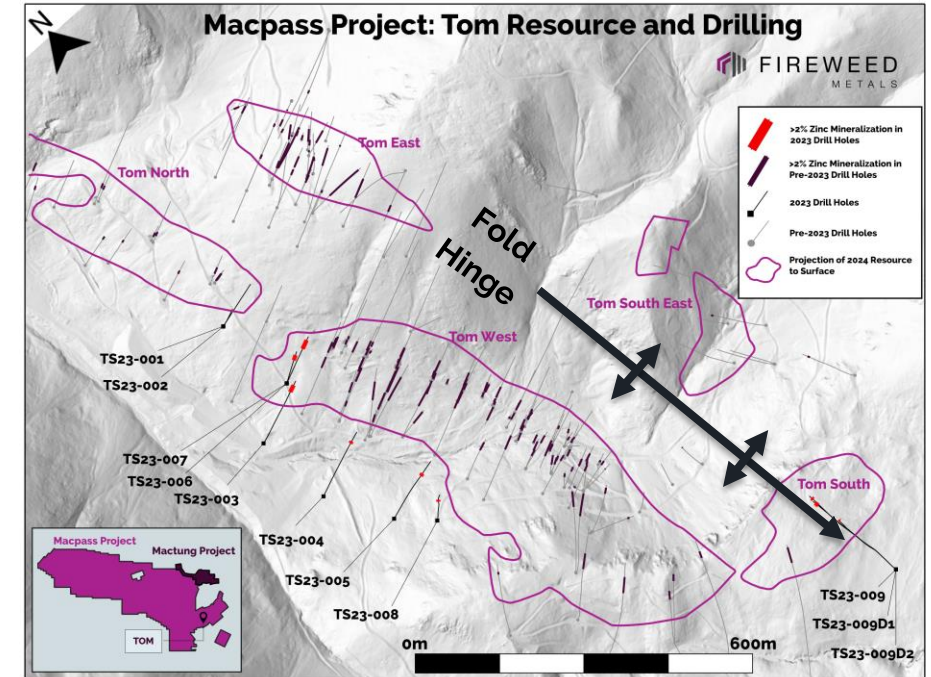 N
Macpass Project: Tom Resource and Drilling
FIREWEED
METALS
>2% Zinc Mineralization in
2023 Drill Holes
>2% Zinc Mineralization in
Pre-2023 Drill Holes
2023 Drill Holes
Pre-2023 Drill Holes
Projection of 2024 Resource
to Surface
Tom East
Tom North
Fold
Hinge
Tom South East
Tom West
TS23-001
TS23-002
TS23-007
TS23-006
TS23-003
TS23-004
TS23-005
TS23-008
Tom South
TS23-009
TS23-009D1
TS23-009D2
Macpass Project
Mactung Project
TOM
0m
600m